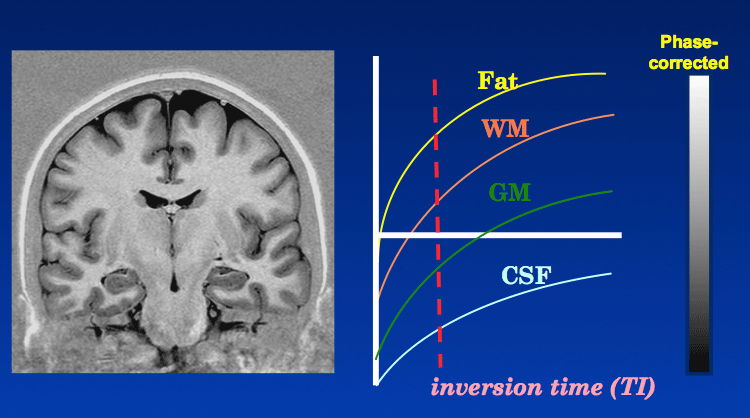 Phase-
corrected
Fat
WM
GM
CSF
inversion time (TI)